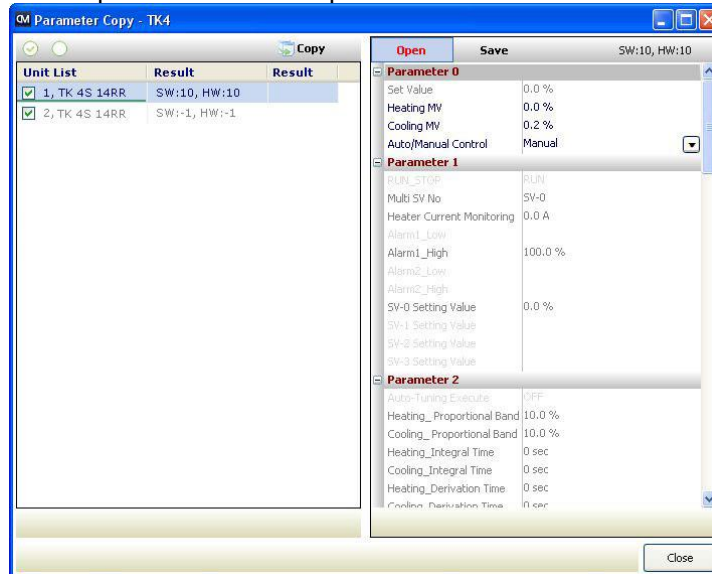 Parameter Copy - TK4
Copy
Unit List Result Result
1, TK 4S 14RR SW:10, HW:10
2, TK 4S 14RR SW:-1, HW:-1
Open Save SW:10, HW:10
Parameter 0
Set Value 0.0 %
Heating MV 0.0 %
Cooling MV 0.2 %
Auto/Manual Control Manual
Parameter 1
RUN_STOP RUN
Multi SV No SV-0
Heater Current Monitoring 0.0 A
Alarm1_Low
Alarm1_High 100.0 %
Alarm2_Low
Alarm2_High
SV-0 Setting Value 0.0 %
SV-1 Setting Value
SV-2 Setting Value
SV-3 Setting Value
Parameter 2
Auto-Tuning Execute OFF
Heating_ Proportional Band 10.0 %
Cooling_ Proportional Band 10.0 %
Heating_Integral Time 0 sec
Cooling_Integral Time 0 sec
Heating_Derivation Time 0 sec
Cooling_Derivation Time 0 sec
Close